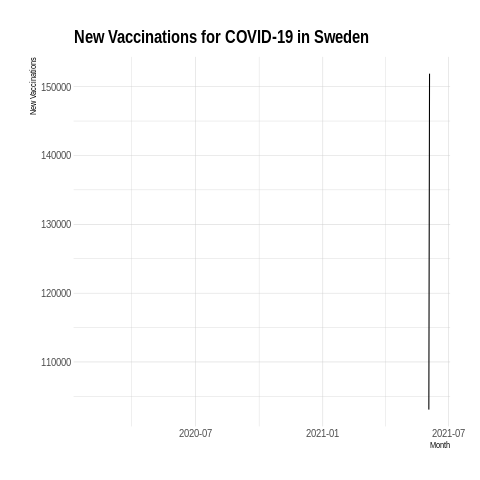 New Vaccinations for COVID-19 in Sweden
New Vaccinations
150000
140000
130000
120000
110000
2020-07 2021-01 2021-07
Month